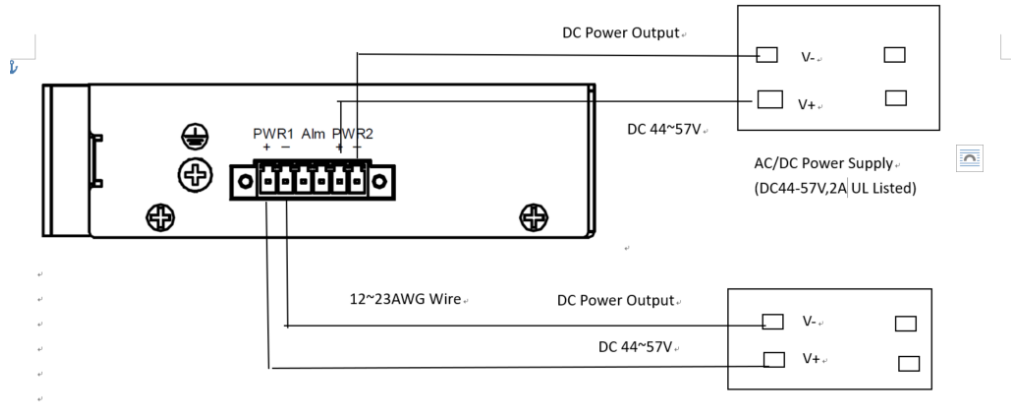 DC Power Output
V-
V+
DC 44~57V
PWR1 Alm PWR2
+ − + −
AC/DC Power Supply
(DC44-57V,2A UL Listed)
12~23AWG Wire
DC Power Output
V-
DC 44~57V
V+